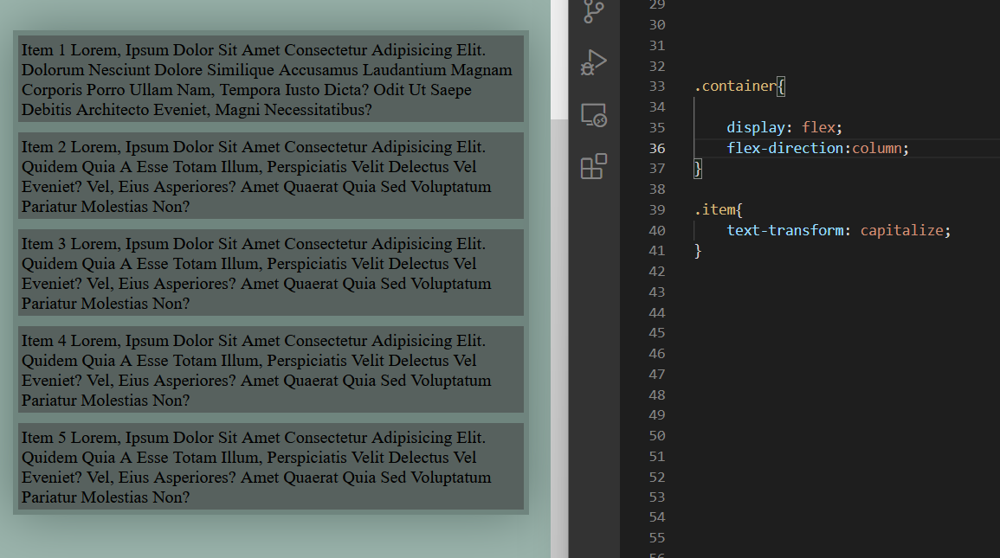 Item 1 Lorem, Ipsum Dolor Sit Amet Consectetur Adipisicing Elit.
Dolorum Nesciunt Dolore Similique Accusamus Laudantium Magnam
Corporis Porro Ullam Nam, Tempora Iusto Dicta? Odit Ut Saepe
Debitis Architecto Eveniet, Magni Necessitatibus?
Item 2 Lorem, Ipsum Dolor Sit Amet Consectetur Adipisicing Elit.
Quidem Quia A Esse Totam Illum, Perspiciatis Velit Delectus Vel
Eveniet? Vel, Eius Asperiores? Amet Quaerat Quia Sed Voluptatum
Pariatur Molestias Non?
Item 3 Lorem, Ipsum Dolor Sit Amet Consectetur Adipisicing Elit.
Quidem Quia A Esse Totam Illum, Perspiciatis Velit Delectus Vel
Eveniet? Vel, Eius Asperiores? Amet Quaerat Quia Sed Voluptatum
Pariatur Molestias Non?
Item 4 Lorem, Ipsum Dolor Sit Amet Consectetur Adipisicing Elit.
Quidem Quia A Esse Totam Illum, Perspiciatis Velit Delectus Vel
Eveniet? Vel, Eius Asperiores? Amet Quaerat Quia Sed Voluptatum
Pariatur Molestias Non?
Item 5 Lorem, Ipsum Dolor Sit Amet Consectetur Adipisicing Elit.
Quidem Quia A Esse Totam Illum, Perspiciatis Velit Delectus Vel
Eveniet? Vel, Eius Asperiores? Amet Quaerat Quia Sed Voluptatum
Pariatur Molestias Non?
29
30
31
32
33 .container{
34
35 display: flex;
36 flex-direction:column;
37 }
38
39 .item{
40 text-transform: capitalize;
41 }
42
43
44
45
46
47
48
49
50
51
52
53
54
55
56